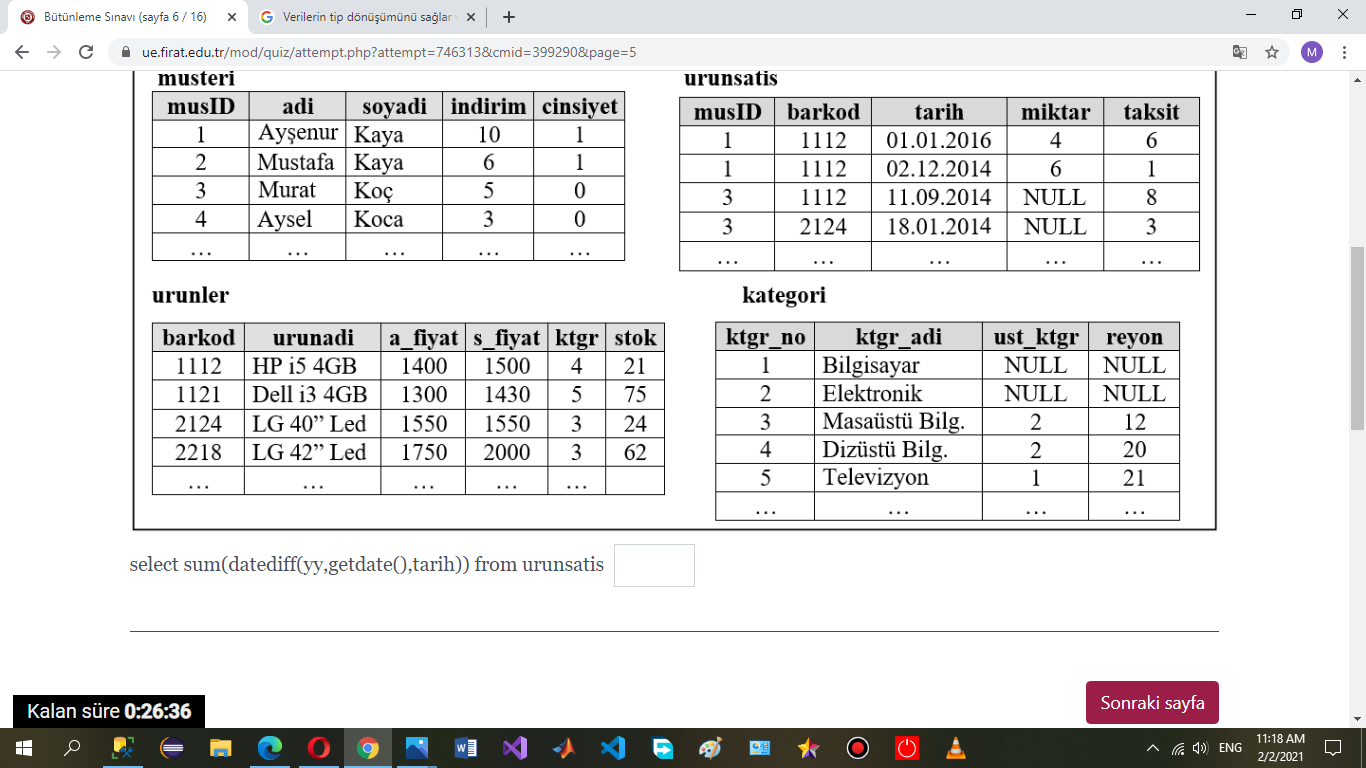 Bütünleme Sınavı (sayfa 6 / 16)
Verilerin tip dönüşümünü sağlar
ue.firat.edu.tr/mod/quiz/attempt.php?attempt=746313&cmid=399290&page=5
M
musteri
musID adi soyadi indirim cinsiyet
1 Ayşenur Kaya 10 1
2 Mustafa Kaya 6 1
3 Murat Koç 5 0
4 Aysel Koca 3 0
... ... ... ... ...
urunsatis
musID barkod tarih miktar taksit
1 1112 01.01.2016 4 6
1 1112 02.12.2014 6 1
3 1112 11.09.2014 NULL 8
3 2124 18.01.2014 NULL 3
... ... ... ... ...
urunler
barkod urunadi a_fiyat s_fiyat ktgr stok
1112 HP i5 4GB 1400 1500 4 21
1121 Dell i3 4GB 1300 1430 5 75
2124 LG 40” Led 1550 1550 3 24
2218 LG 42” Led 1750 2000 3 62
... ... ... ... ...
kategori
ktgr_no ktgr_adi ust_ktgr reyon
1 Bilgisayar NULL NULL
2 Elektronik NULL NULL
3 Masaüstü Bilg. 2 12
4 Dizüstü Bilg. 2 20
5 Televizyon 1 21
... ... ... ...
select sum(datediff(yy,getdate(),tarih)) from urunsatis
Sonraki sayfa
Kalan süre 0:26:36
ENG
11:18 AM
2/2/2021